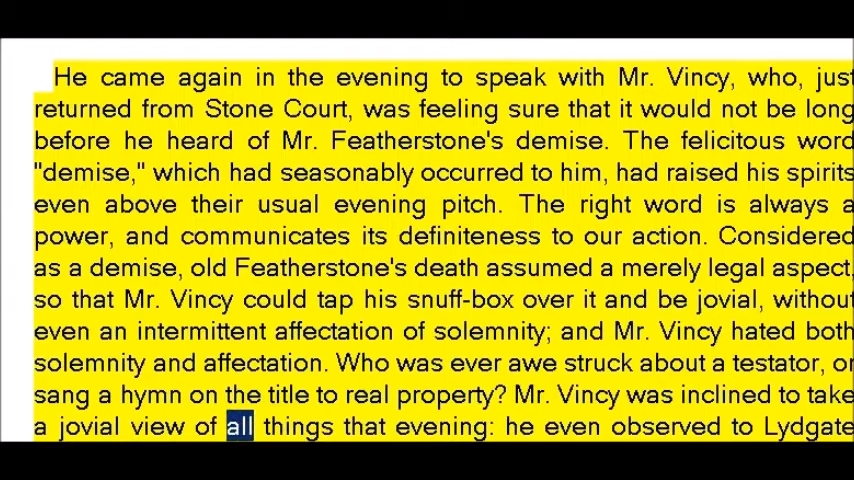 He came again in the evening to speak with Mr. Vincy, who, just
returned from Stone Court, was feeling sure that it would not be long
before he heard of Mr. Featherstone's demise. The felicitous word
"demise," which had seasonably occurred to him, had raised his spirits
even above their usual evening pitch. The right word is always a
power, and communicates its definiteness to our action. Considered
as a demise, old Featherstone's death assumed a merely legal aspect,
so that Mr. Vincy could tap his snuff-box over it and be jovial, without
even an intermittent affectation of solemnity; and Mr. Vincy hated both
solemnity and affectation. Who was ever awe struck about a testator, or
sang a hymn on the title to real property? Mr. Vincy was inclined to take
a jovial view of all things that evening: he even observed to Lydgate